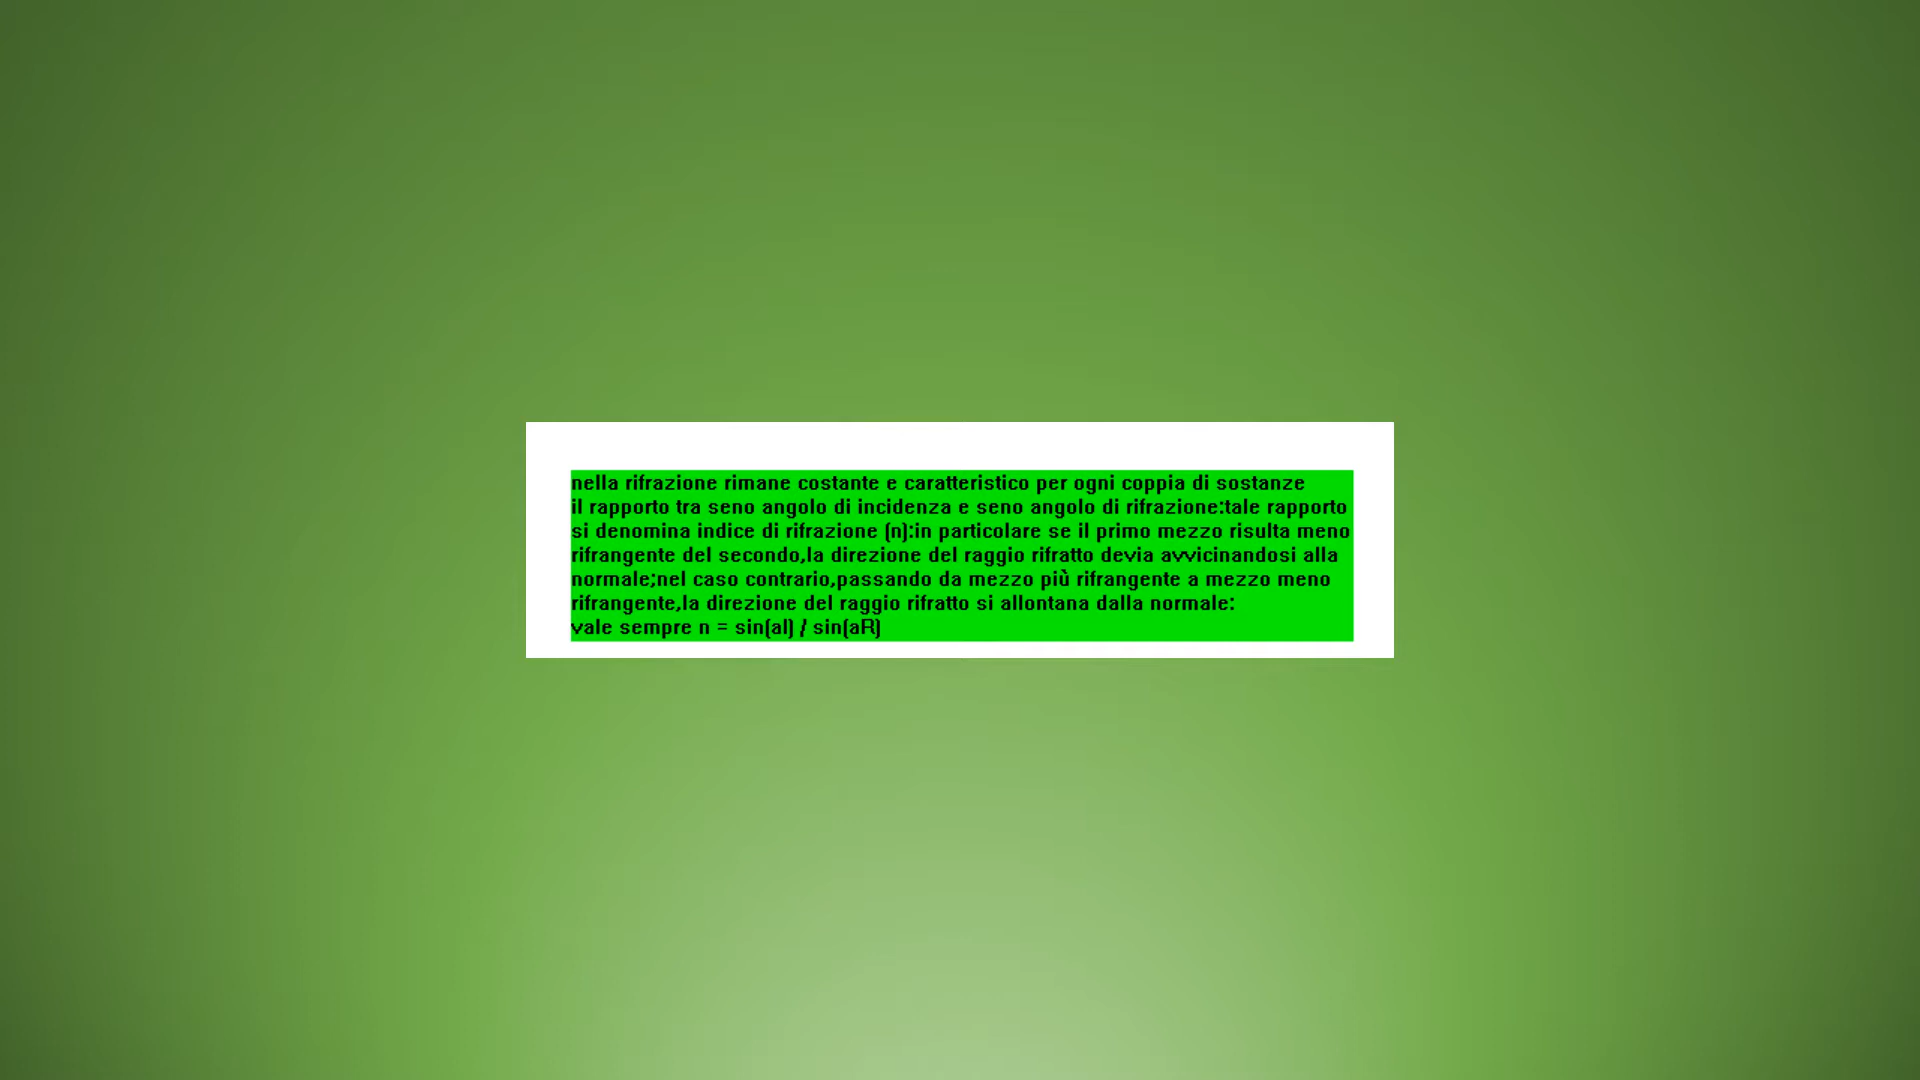 nella rifrazione rimane costante e caratteristico per ogni coppia di sostanze
il rapporto tra seno angolo di incidenza e seno angolo di rifrazione:tale rapporto
si denomina indice di rifrazione (n):in particolare se il primo mezzo risulta meno
rifrangente del secondo,la direzione del raggio rifratto devia avvicinandosi alla
normale;nel caso contrario,passando da mezzo più rifrangente a mezzo meno
rifrangente,la direzione del raggio rifratto si allontana dalla normale:
vale sempre n = sin(aI) / sin(aR)